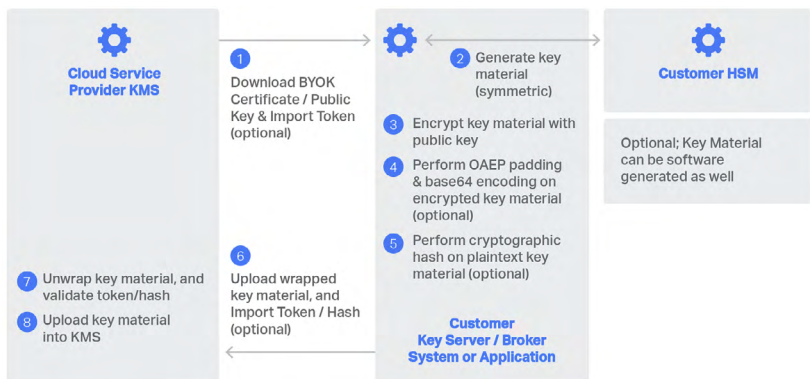 Cloud Service
Provider KMS
1
Download BYOK
Certificate / Public
Key & Import Token
(optional)
2
Generate key
material
(symmetric)
Customer HSM
3
Encrypt key material with
public key
4
Perform OAEP padding
& base64 encoding on
encrypted key material
(optional)
5
Perform cryptographic
hash on plaintext key
material (optional)
Optional; Key Material
can be software
generated as well
6
Upload wrapped
key material, and
Import Token / Hash
(optional)
7
Unwrap key material, and
validate token/hash
8
Upload key material
into KMS
Customer
Key Server / Broker
System or Application